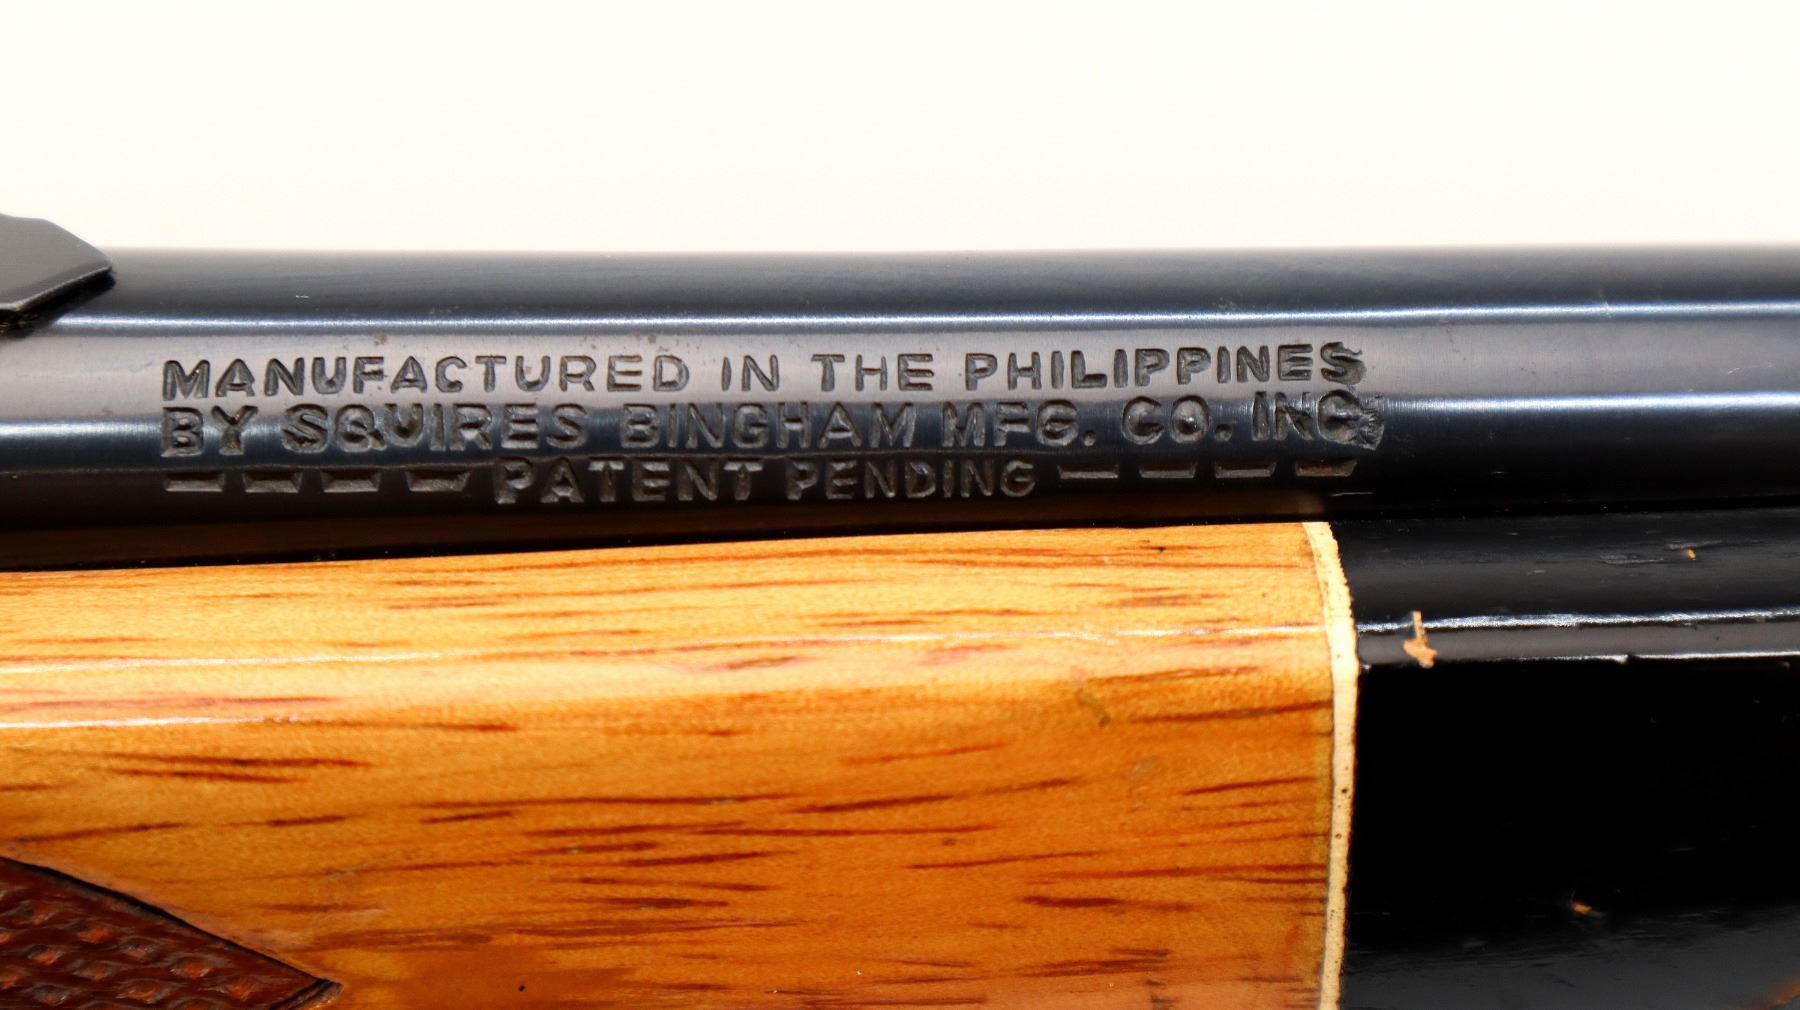 MANUFACTURED IN THE PHILIPPINES
BY SQUIRES BINGHAM MFG. CO. INC.
---- PATENT PENDING ----